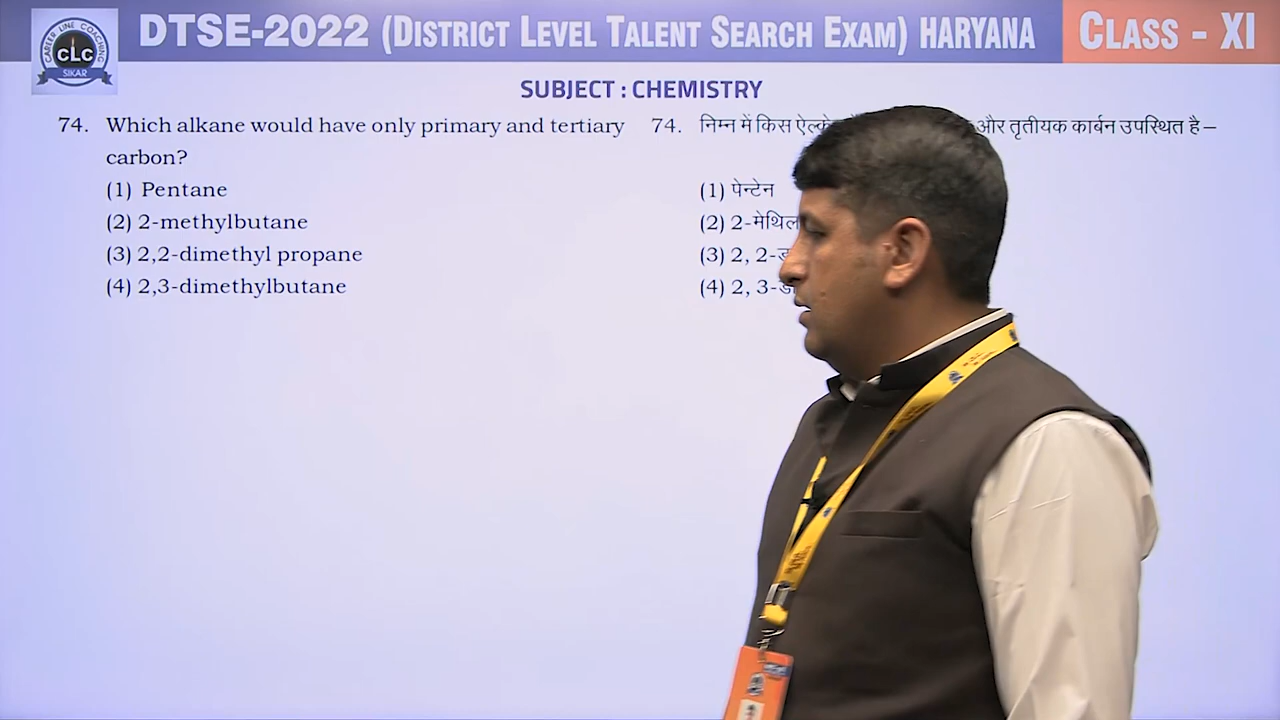 CAREER LINE COACHING
CLC
SIKAR
DTSE-2022 (DISTRICT LEVEL TALENT SEARCH EXAM) HARYANA
CLASS - XI
SUBJECT : CHEMISTRY
74. Which alkane would have only primary and tertiary
carbon?
(1) Pentane
(2) 2-methylbutane
(3) 2,2-dimethyl propane
(4) 2,3-dimethylbutane
74. निम्न में किस और तृतीयक कार्बन उपस्थित है –
(1) पेन्टेन
(2) 2-मेथिल
(3) 2, 2-
(4) 2, 3-